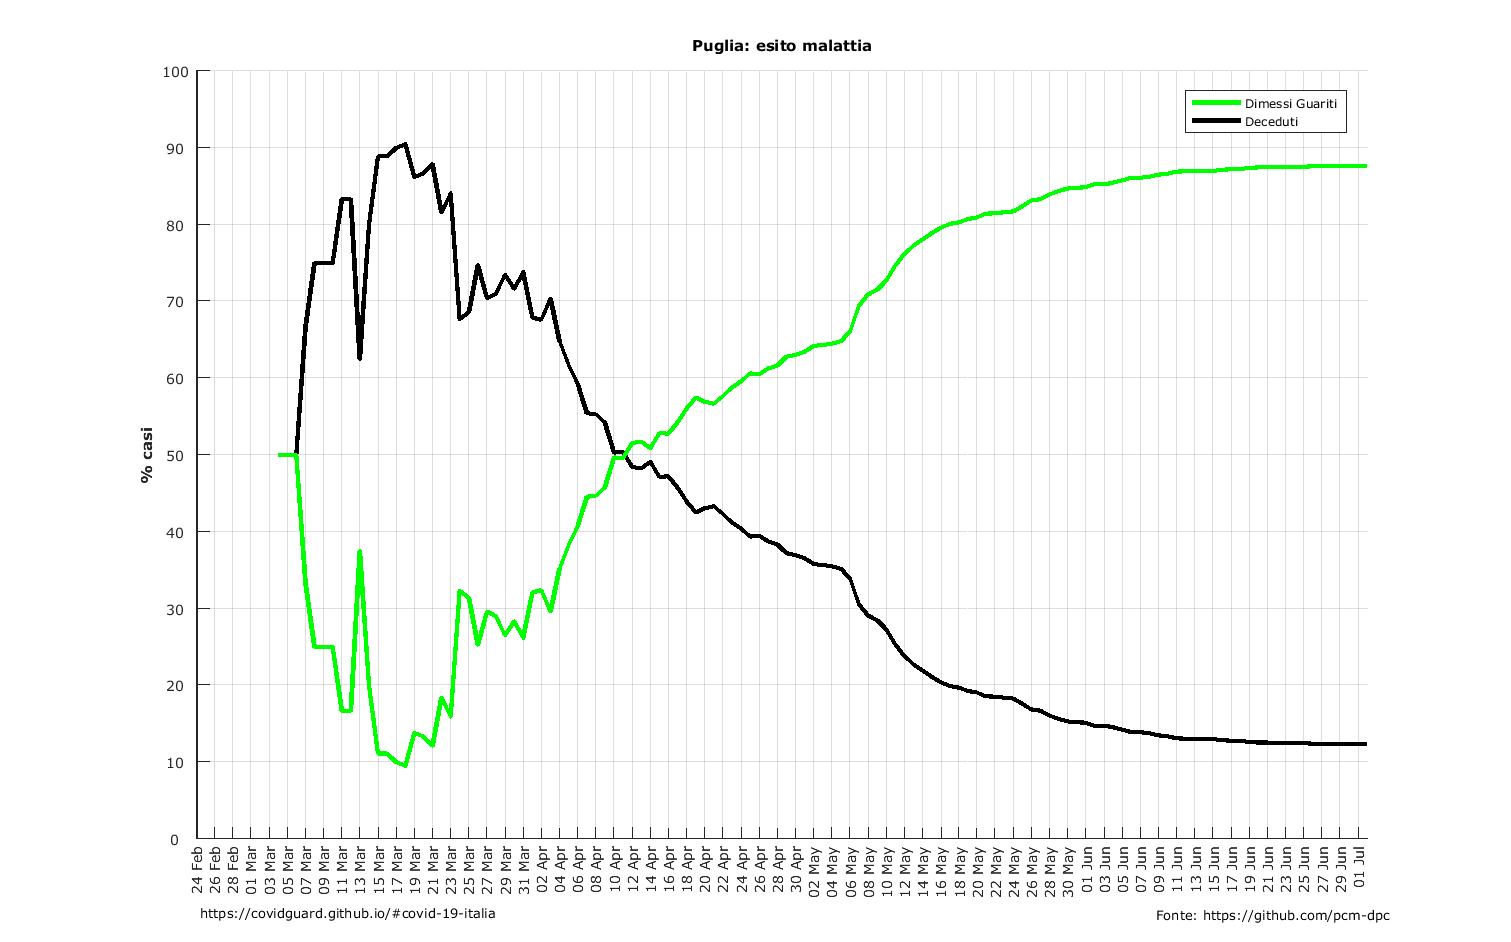 Puglia: esito malattia
100
90
80
70
60
50
40
30
20
10
0
% casi
Dimessi Guariti
Deceduti
24 Feb
26 Feb
28 Feb
01 Mar
03 Mar
05 Mar
07 Mar
09 Mar
11 Mar
13 Mar
15 Mar
17 Mar
19 Mar
21 Mar
23 Mar
25 Mar
27 Mar
29 Mar
31 Mar
02 Apr
04 Apr
06 Apr
08 Apr
10 Apr
12 Apr
14 Apr
16 Apr
18 Apr
20 Apr
22 Apr
24 Apr
26 Apr
28 Apr
30 Apr
02 May
04 May
06 May
08 May
10 May
12 May
14 May
16 May
18 May
20 May
22 May
24 May
26 May
28 May
30 May
01 Jun
03 Jun
05 Jun
07 Jun
09 Jun
11 Jun
13 Jun
15 Jun
17 Jun
19 Jun
21 Jun
23 Jun
25 Jun
27 Jun
29 Jun
01 Jul
https://covidguard.github.io/#covid-19-italia
Fonte: https://github.com/pcm-dpc